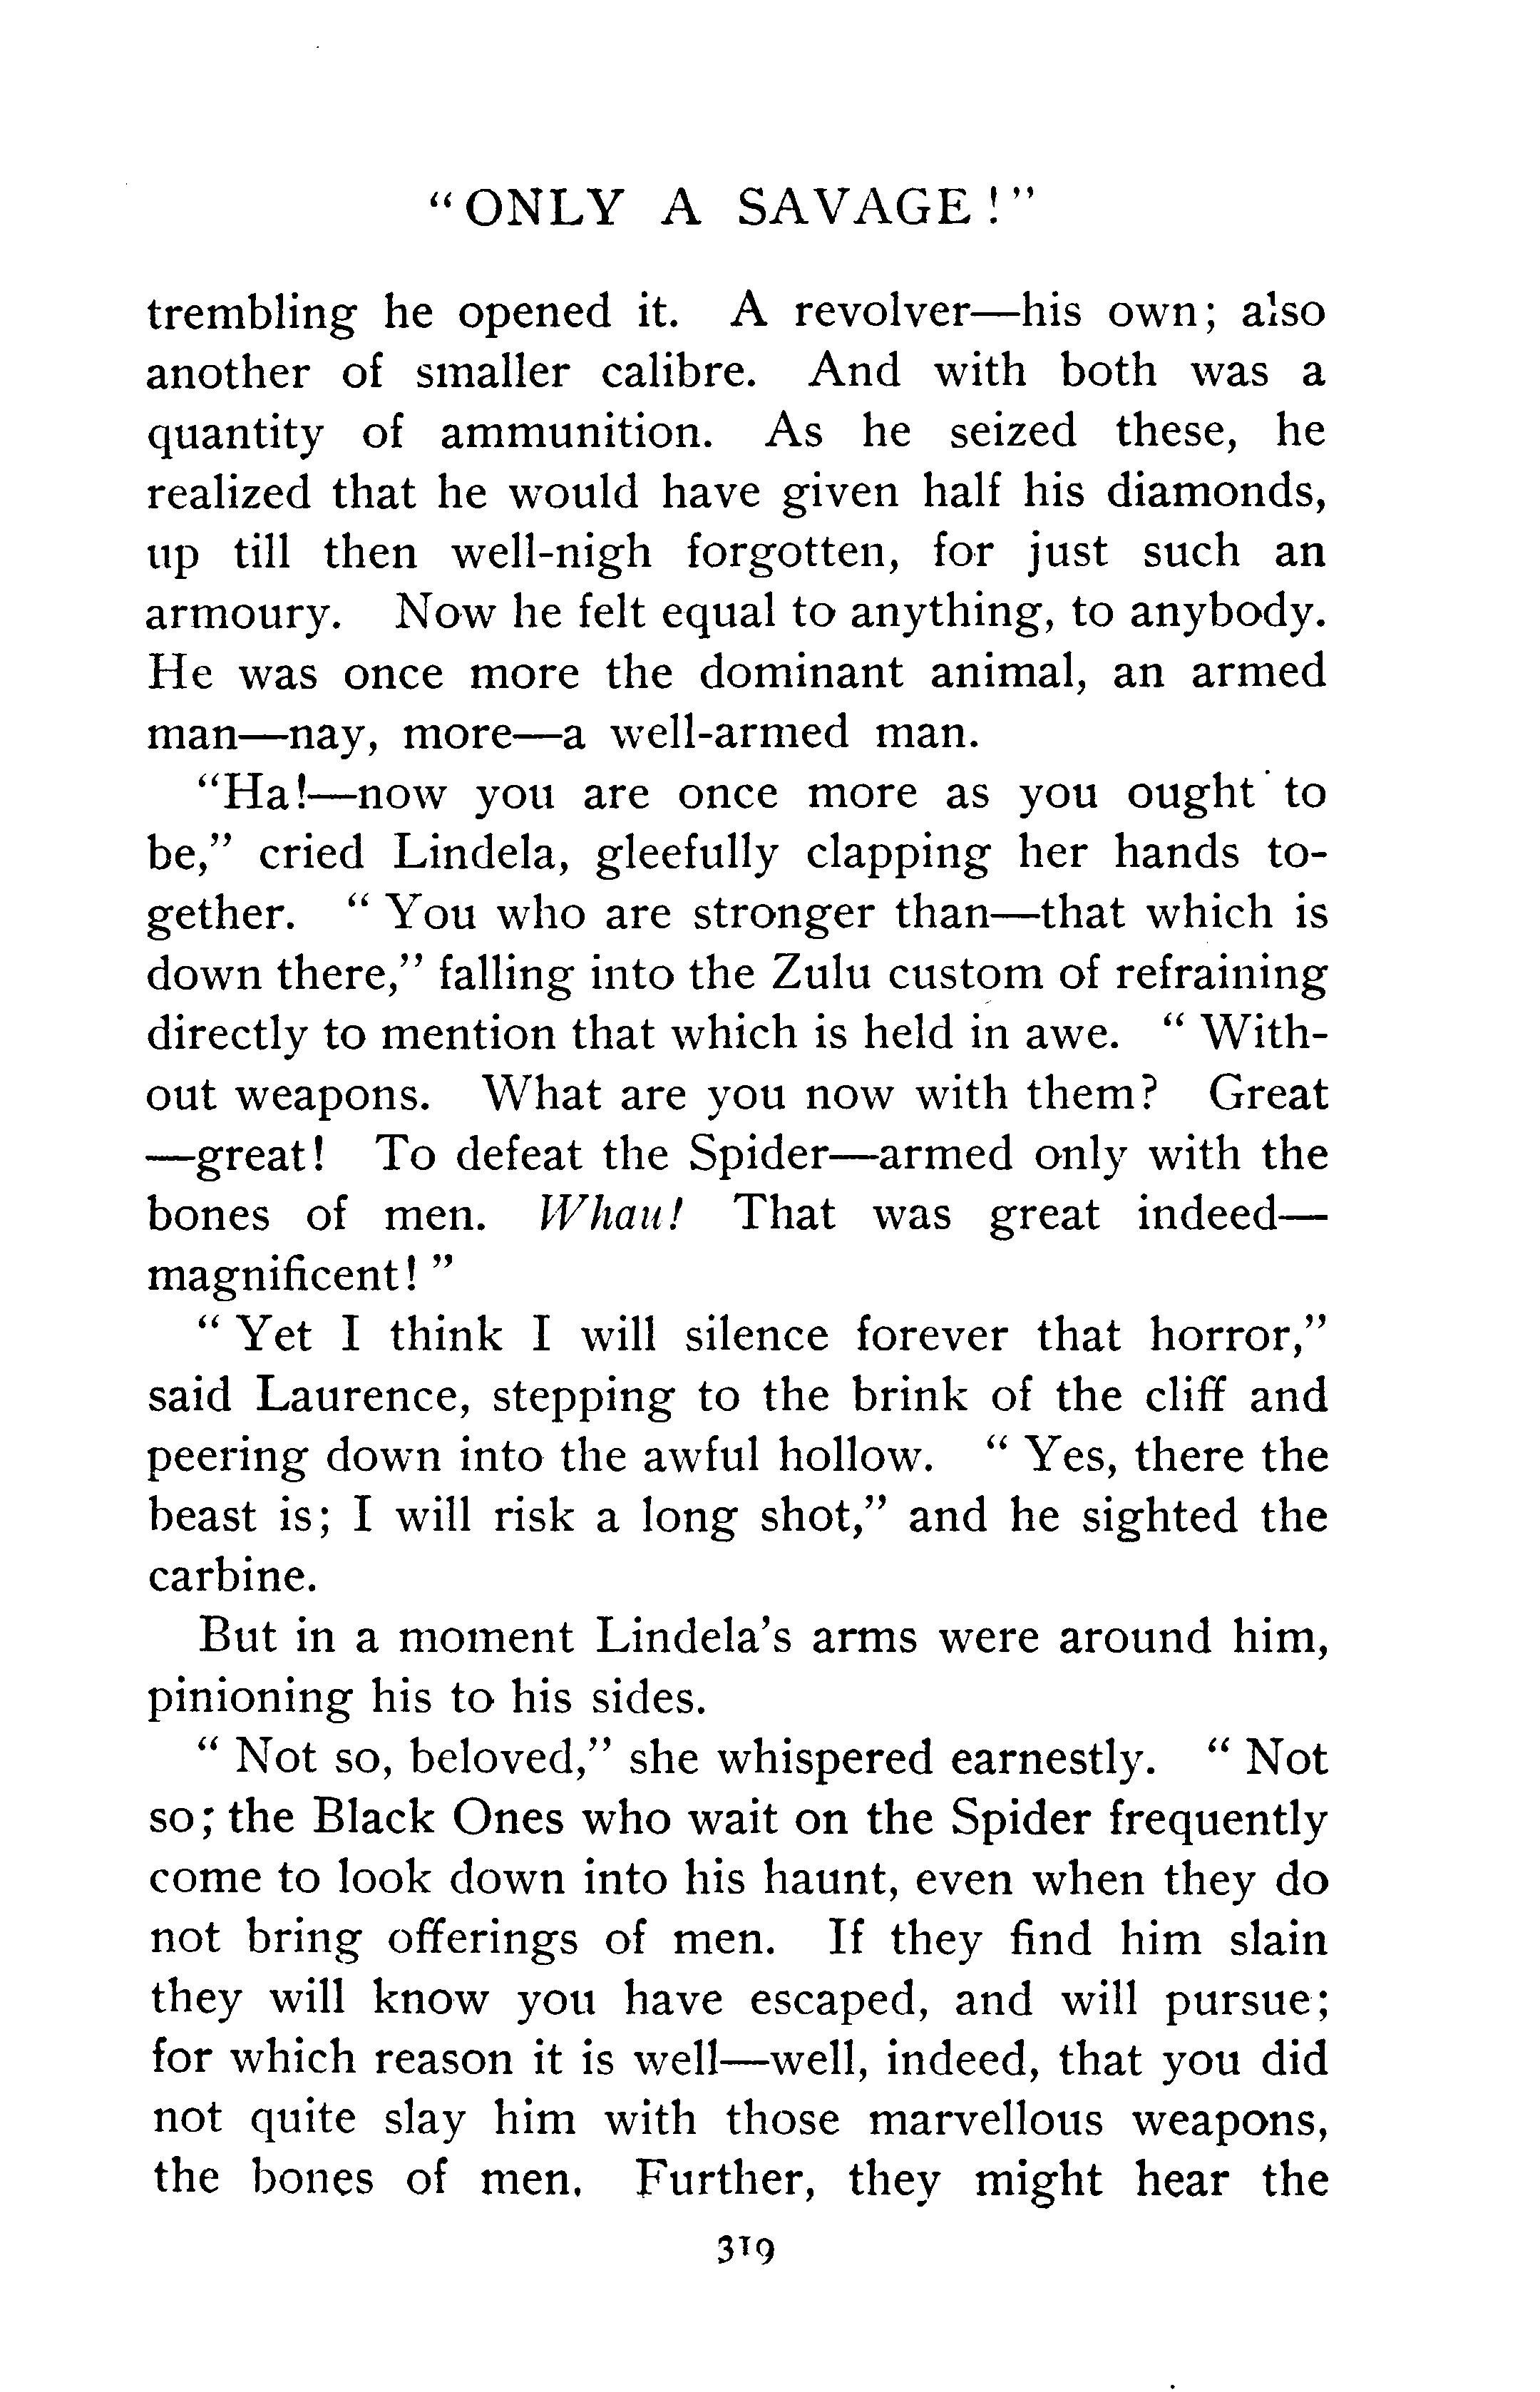 "ONLY A SAVAGE!"
trembling he opened it. A revolver—his own; also
another of smaller calibre. And with both was a
quantity of ammunition. As he seized these, he
realized that he would have given half his diamonds,
up till then well-nigh forgotten, for just such an
armoury. Now he felt equal to anything, to anybody.
He was once more the dominant animal, an armed
man—nay, more—a well-armed man.
"Ha!—now you are once more as you ought to
be," cried Lindela, gleefully clapping her hands to-
gether. "You who are stronger than—that which is
down there," falling into the Zulu custom of refraining
directly to mention that which is held in awe. "With-
out weapons. What are you now with them? Great
—great! To defeat the Spider—armed only with the
bones of men. Whau! That was great indeed—
magnificent!"
"Yet I think I will silence forever that horror,"
said Laurence, stepping to the brink of the cliff and
peering down into the awful hollow. "Yes, there the
beast is; I will risk a long shot," and he sighted the
carbine.
But in a moment Lindela's arms were around him,
pinioning his to his sides.
"Not so, beloved," she whispered earnestly. "Not
so; the Black Ones who wait on the Spider frequently
come to look down into his haunt, even when they do
not bring offerings of men. If they find him slain
they will know you have escaped, and will pursue;
for which reason it is well—well, indeed, that you did
not quite slay him with those marvellous weapons,
the bones of men. Further, they might hear the
319